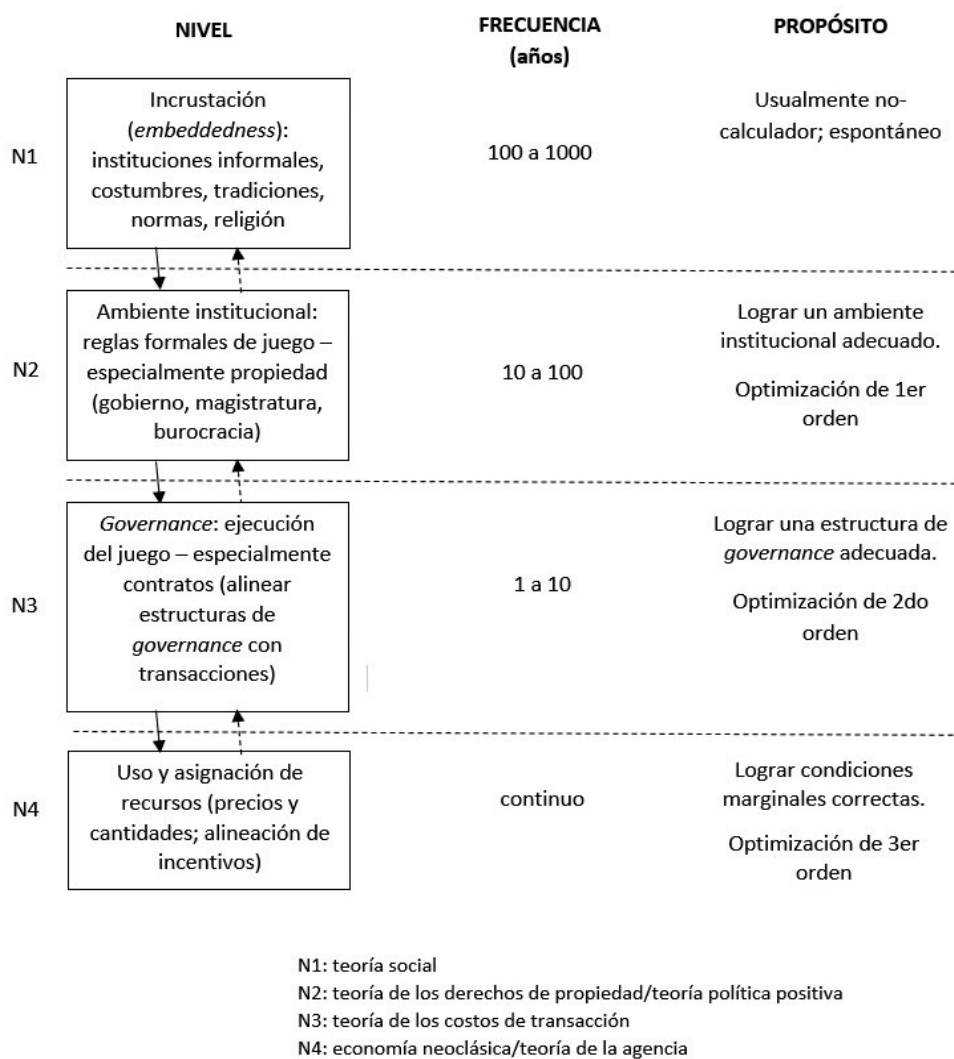 NIVEL
FRECUENCIA
(años)
PROPÓSITO
N1
Incrustación
(embeddedness):
instituciones informales,
costumbres, tradiciones,
normas, religión
100 a 1000
Usualmente no-
calculador; espontáneo
N2
Ambiente institucional:
reglas formales de juego –
especialmente propiedad
(gobierno, magistratura,
burocracia)
10 a 100
Lograr un ambiente
institucional adecuado.
Optimización de 1er
orden
N3
Governance: ejecución
del juego – especialmente
contratos (alinear
estructuras de
governance con
transacciones)
1 a 10
Lograr una estructura de
governance adecuada.
Optimización de 2do
orden
N4
Uso y asignación de
recursos (precios y
cantidades; alineación de
incentivos)
continuo
Lograr condiciones
marginales correctas.
Optimización de 3er
orden
N1: teoría social
N2: teoría de los derechos de propiedad/teoría política positiva
N3: teoría de los costos de transacción
N4: economía neoclásica/teoría de la agencia